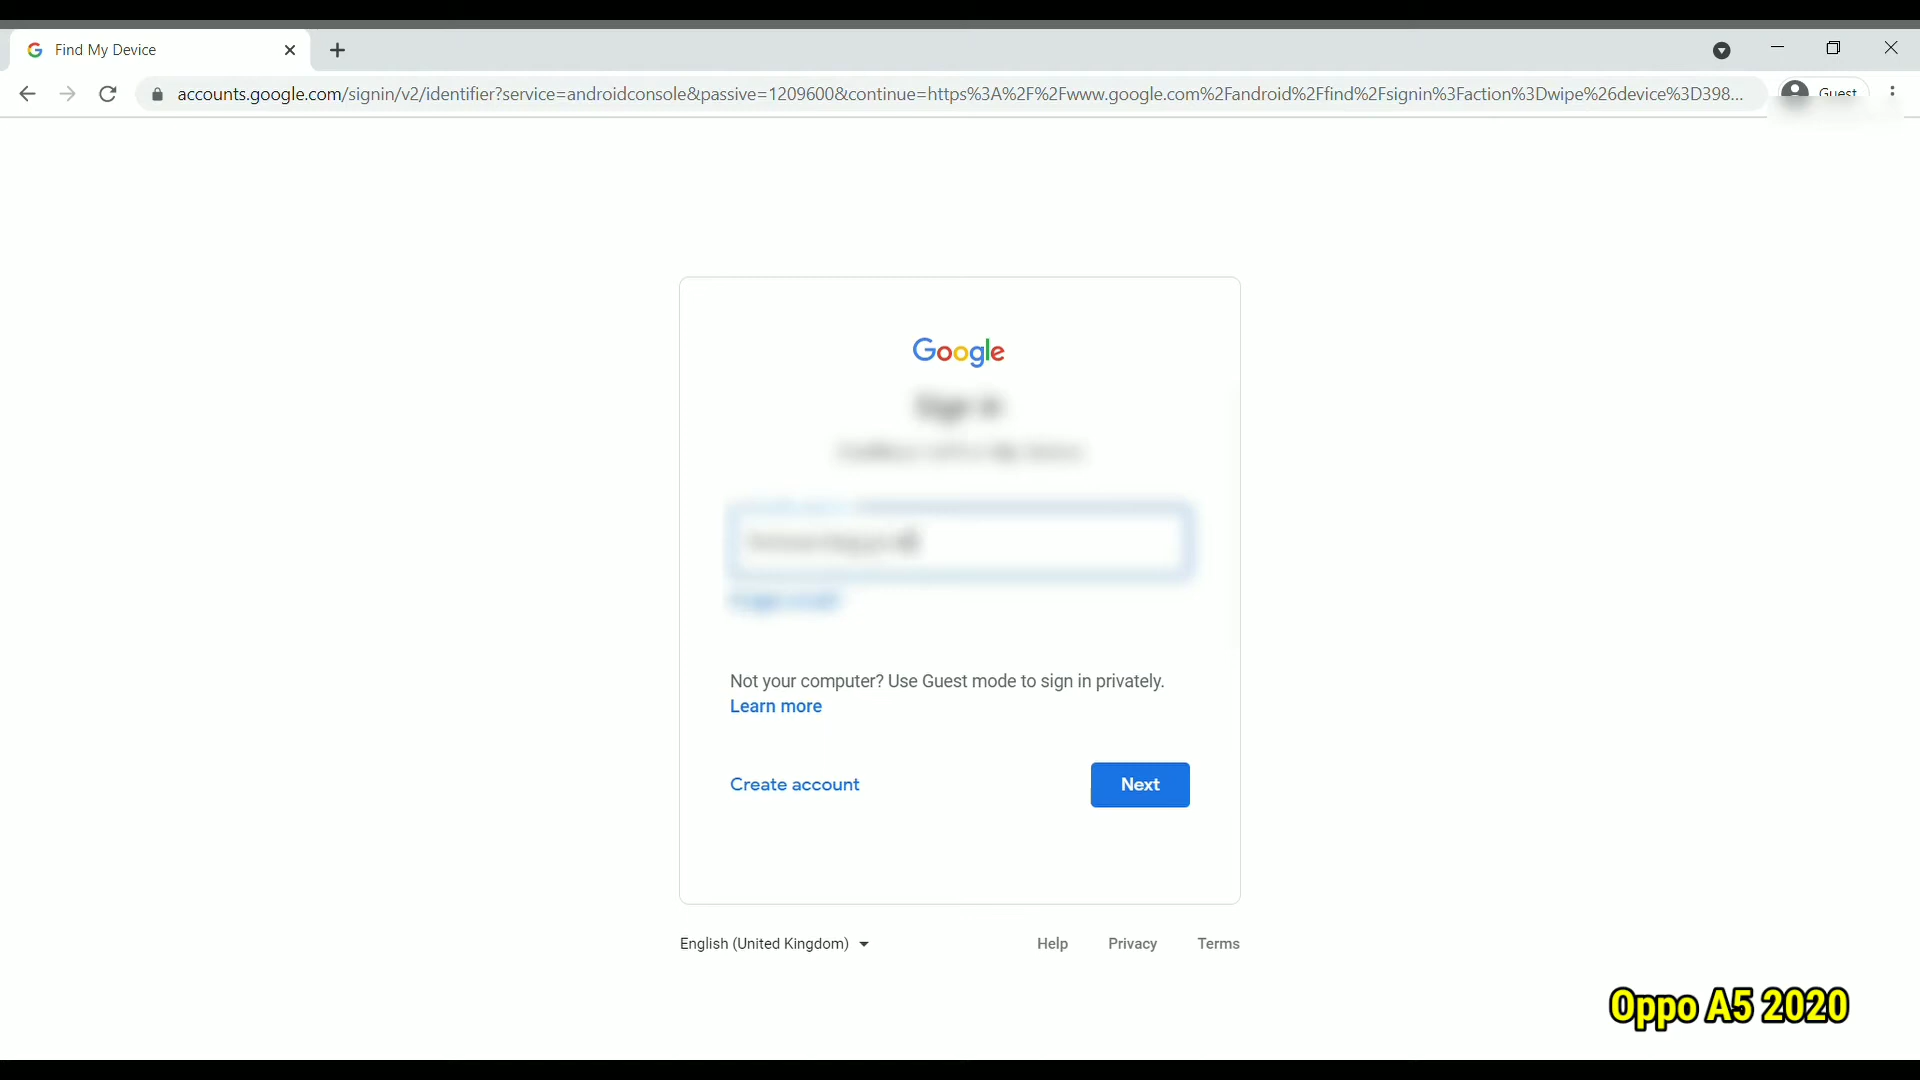 Find My Device
accounts.google.com/signin/v2/identifier?service=androidconsole&passive=1209600&continue=https%3A%2F%2Fwww.google.com%2Fandroid%2Ffind%2Fsignin%3Faction%3Dwipe%26device%3D398...
Guest
Google
Sign in
Not your computer? Use Guest mode to sign in privately.
Learn more
Create account
Next
English (United Kingdom)
Help
Privacy
Terms
Oppo A5 2020